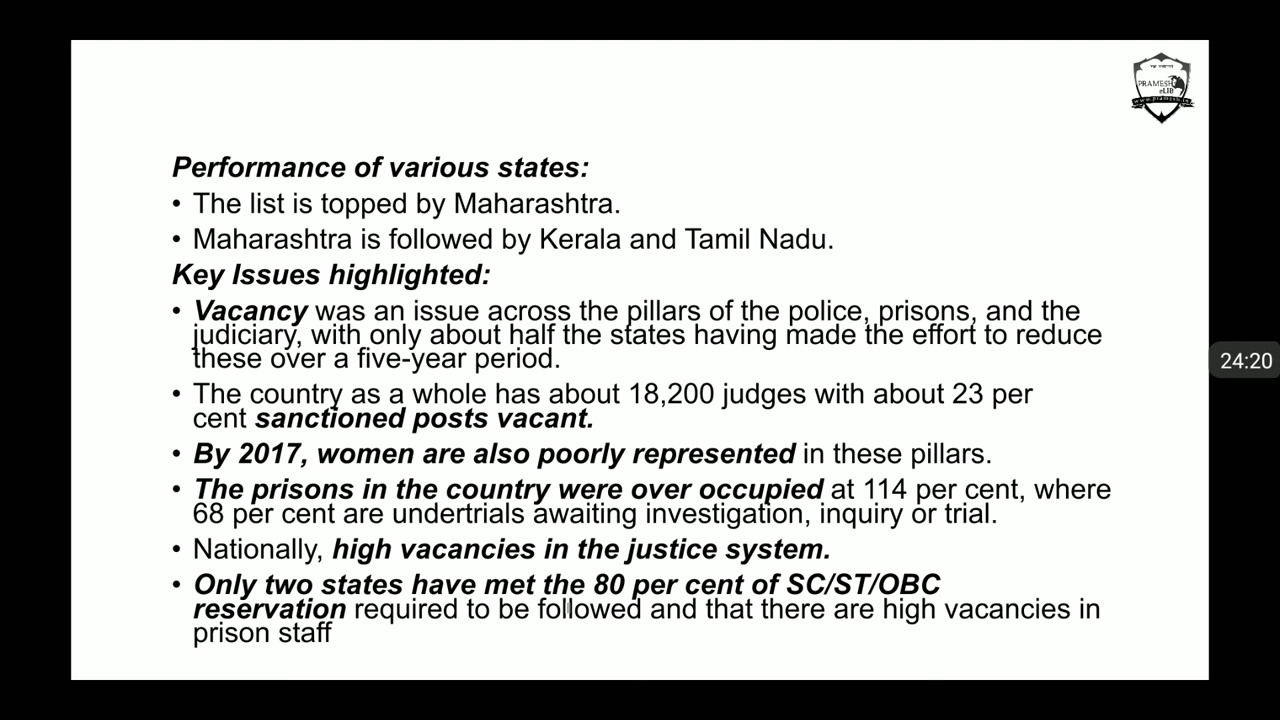 PRAMESH
eLIB
www.pramesh.in
Performance of various states:
• The list is topped by Maharashtra.
• Maharashtra is followed by Kerala and Tamil Nadu.
Key Issues highlighted:
• Vacancy was an issue across the pillars of the police, prisons, and the
judiciary, with only about half the states having made the effort to reduce
these over a five-year period.
• The country as a whole has about 18,200 judges with about 23 per
cent sanctioned posts vacant.
• By 2017, women are also poorly represented in these pillars.
• The prisons in the country were over occupied at 114 per cent, where
68 per cent are undertrials awaiting investigation, inquiry or trial.
• Nationally, high vacancies in the justice system.
• Only two states have met the 80 per cent of SC/ST/OBC
reservation required to be followed and that there are high vacancies in
prison staff
24:20